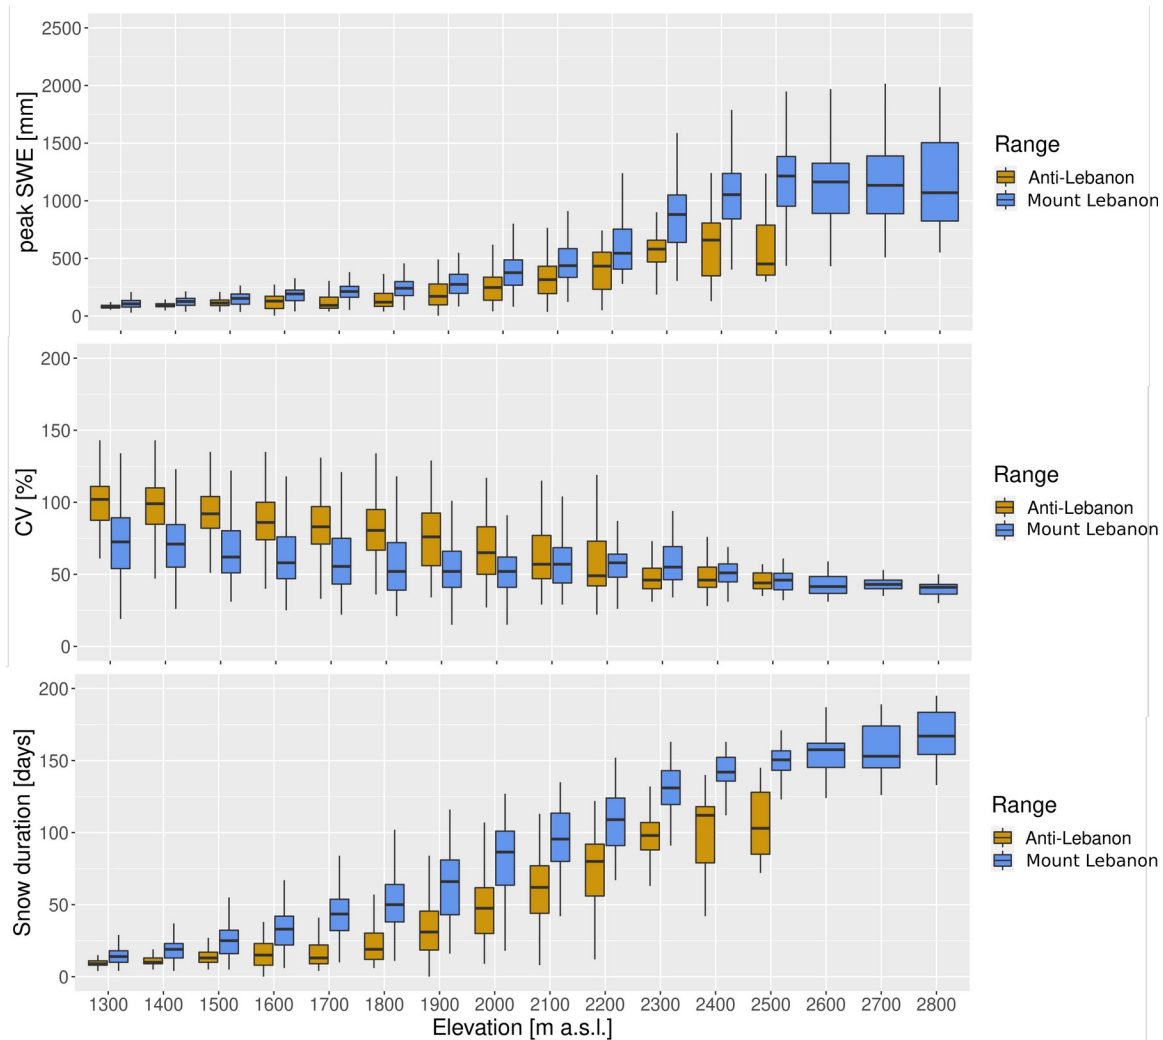 2500
2000
1500
1000
500
0
peak SWE [mm]
Range
Anti-Lebanon
Mount Lebanon
200
150
100
50
0
CV [%]
Range
Anti-Lebanon
Mount Lebanon
200
150
100
50
0
Snow duration [days]
Range
Anti-Lebanon
Mount Lebanon
1300 1400 1500 1600 1700 1800 1900 2000 2100 2200 2300 2400 2500 2600 2700 2800
Elevation [m a.s.l.]